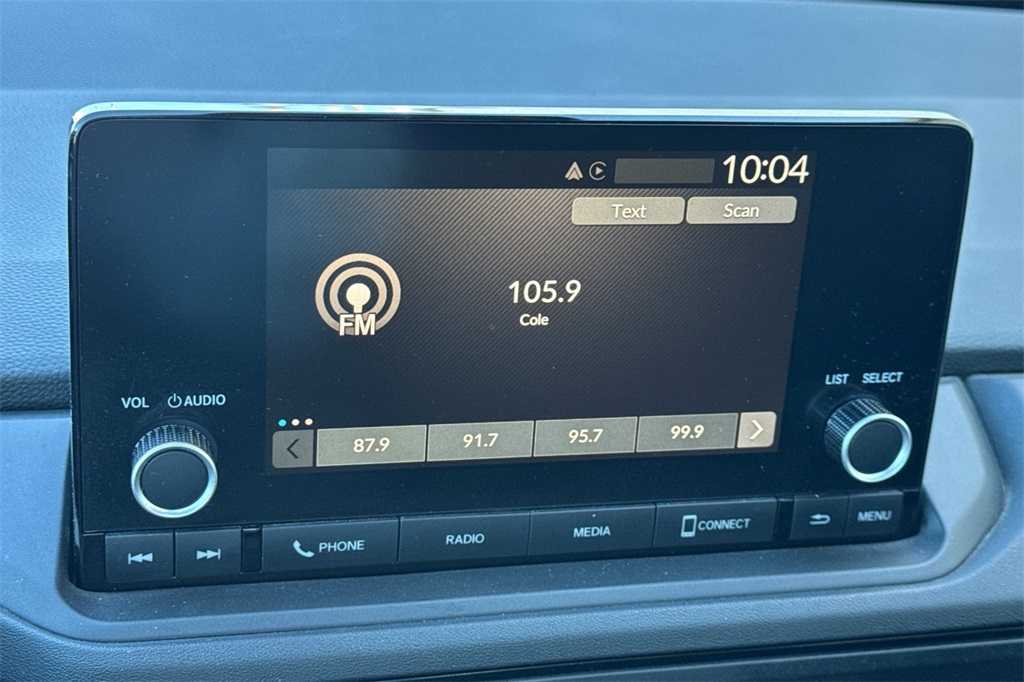 10:04
Text Scan
105.9
FM
Cole
LIST SELECT
VOL AUDIO
87.9 91.7 95.7 99.9
PHONE RADIO MEDIA CONNECT MENU